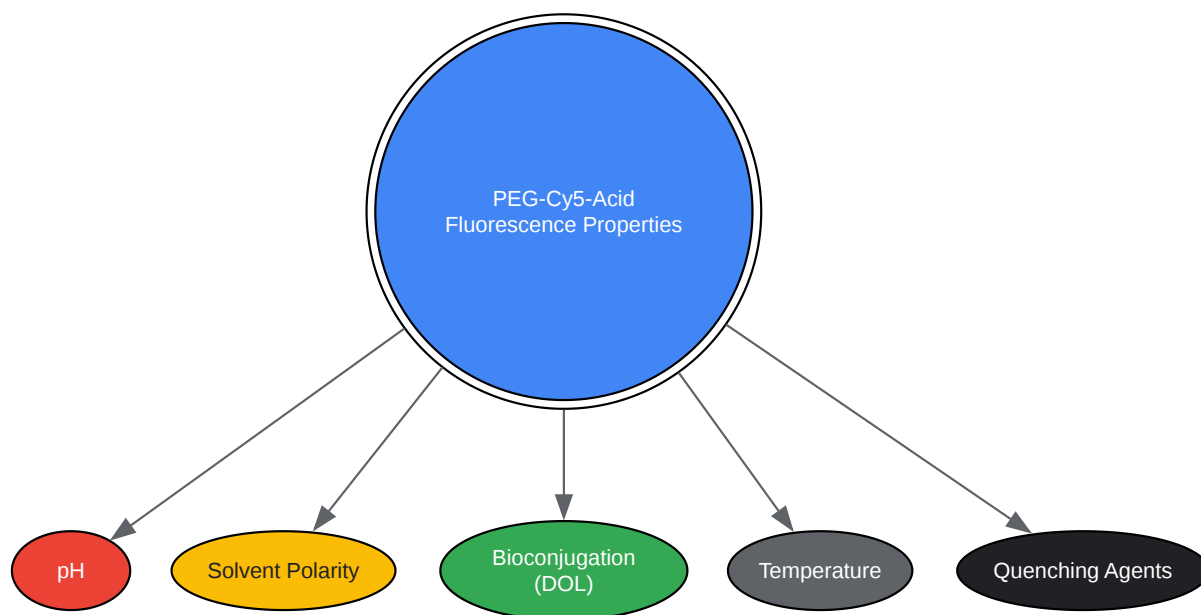 PEG-Cy5-Acid
Fluorescence Properties
pH
Solvent Polarity
Bioconjugation
(DOL)
Temperature
Quenching Agents